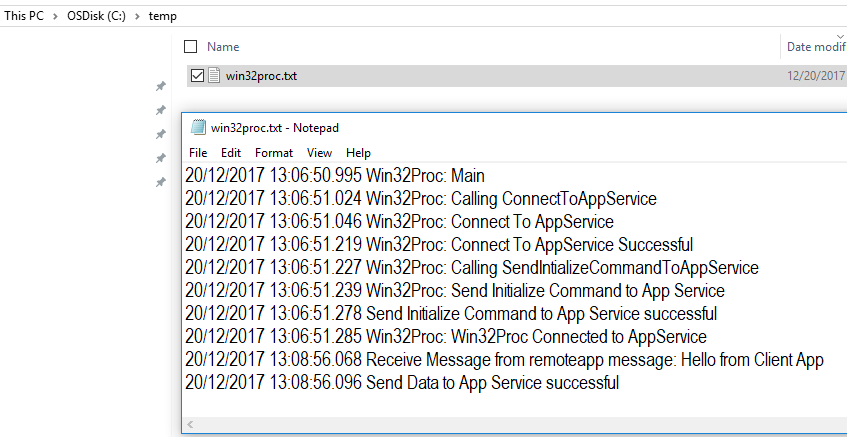 This PC > OSDisk (C:) > temp
Name Date modif
win32proc.txt 12/20/2017
win32proc.txt - Notepad
File Edit Format View Help
20/12/2017 13:06:50.995 Win32Proc: Main
20/12/2017 13:06:51.024 Win32Proc: Calling ConnectToAppService
20/12/2017 13:06:51.046 Win32Proc: Connect To AppService
20/12/2017 13:06:51.219 Win32Proc: Connect To AppService Successful
20/12/2017 13:06:51.227 Win32Proc: Calling SendIntializeCommandToAppService
20/12/2017 13:06:51.239 Win32Proc: Send Initialize Command to App Service
20/12/2017 13:06:51.278 Send Initialize Command to App Service successful
20/12/2017 13:06:51.285 Win32Proc: Win32Proc Connected to AppService
20/12/2017 13:08:56.068 Receive Message from remoteapp message: Hello from Client App
20/12/2017 13:08:56.096 Send Data to App Service successful